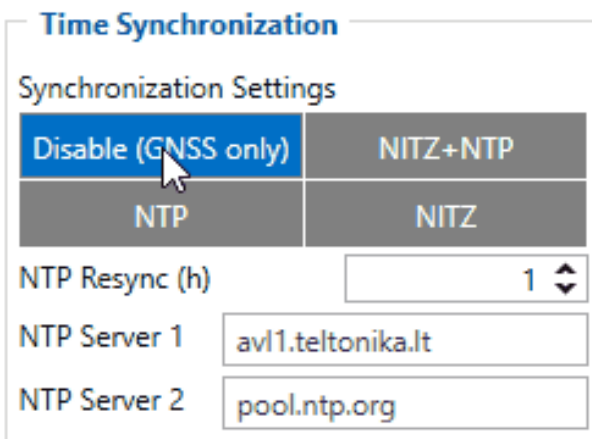 Time Synchronization
Synchronization Settings
Disable (GNSS only) NITZ+NTP
NTP NITZ
NTP Resync (h) 1
NTP Server 1 avl1.teltonika.lt
NTP Server 2 pool.ntp.org